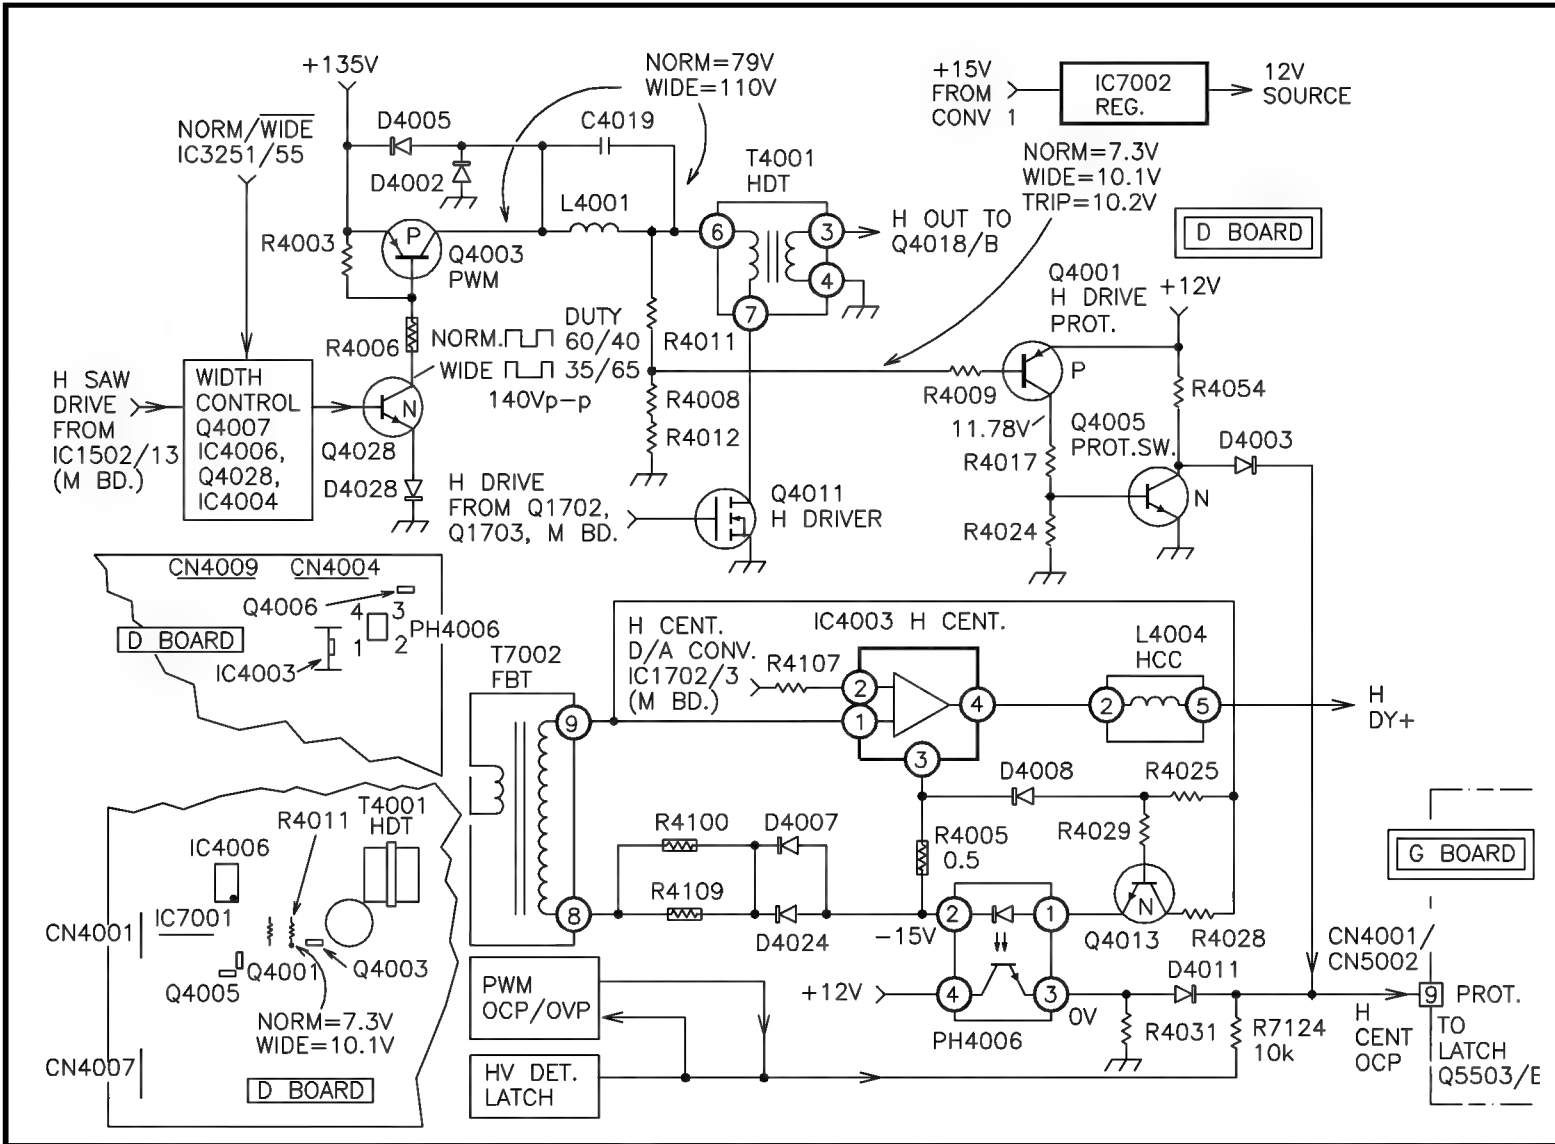 +135V
NORM=79V
WIDE=110V
+15V
FROM
CONV 1
IC7002
REG.
12V
SOURCE
NORM/WIDE
IC3251/55
D4005
C4019
D4002
T4001
HDT
NORM=7.3V
WIDE=10.1V
TRIP=10.2V
L4001
R4003
P
Q4003
PWM
6
3
4
7
H OUT TO
Q4018/B
D BOARD
Q4001
H DRIVE
PROT.
+12V
R4006
NORM.
DUTY
60/40
WIDE
35/65
140Vp-p
R4011
R4008
R4012
R4009
P
R4054
11.78V
Q4005
PROT.SW.
D4003
R4017
N
R4024
H SAW
DRIVE
FROM
IC1502/13
(M BD.)
WIDTH
CONTROL
Q4007
IC4006,
Q4028,
IC4004
N
Q4028
D4028
H DRIVE
FROM Q1702,
Q1703, M BD.
Q4011
H DRIVER
CN4009
CN4004
Q4006
4
3
1
2
PH4006
D BOARD
IC4003
T7002
FBT
9
8
H CENT.
D/A CONV.
IC1702/3
(M BD.)
R4107
IC4003 H CENT.
2
1
4
3
L4004
HCC
2
5
H
DY+
D4008
R4025
R4029
R4005
0.5
R4100
D4007
R4109
D4024
-15V
2
1
4
3
N
Q4013
R4028
G BOARD
CN4001/
CN5002
+12V
PH4006
0V
D4011
R4031
R7124
10k
H
CENT
OCP
9
PROT.
TO
LATCH
Q5503/E
PWM
OCP/OVP
HV DET.
LATCH
R4011
T4001
HDT
IC4006
CN4001
IC7001
Q4001
Q4003
Q4005
NORM=7.3V
WIDE=10.1V
CN4007
D BOARD